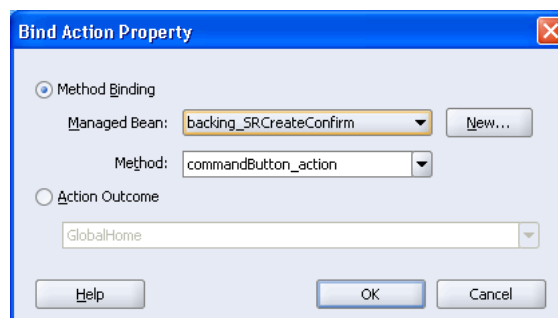 Bind Action Property
Method Binding
Managed Bean: backing_SRCreateConfirm New...
Method: commandButton_action
Action Outcome
GlobalHome
Help OK Cancel